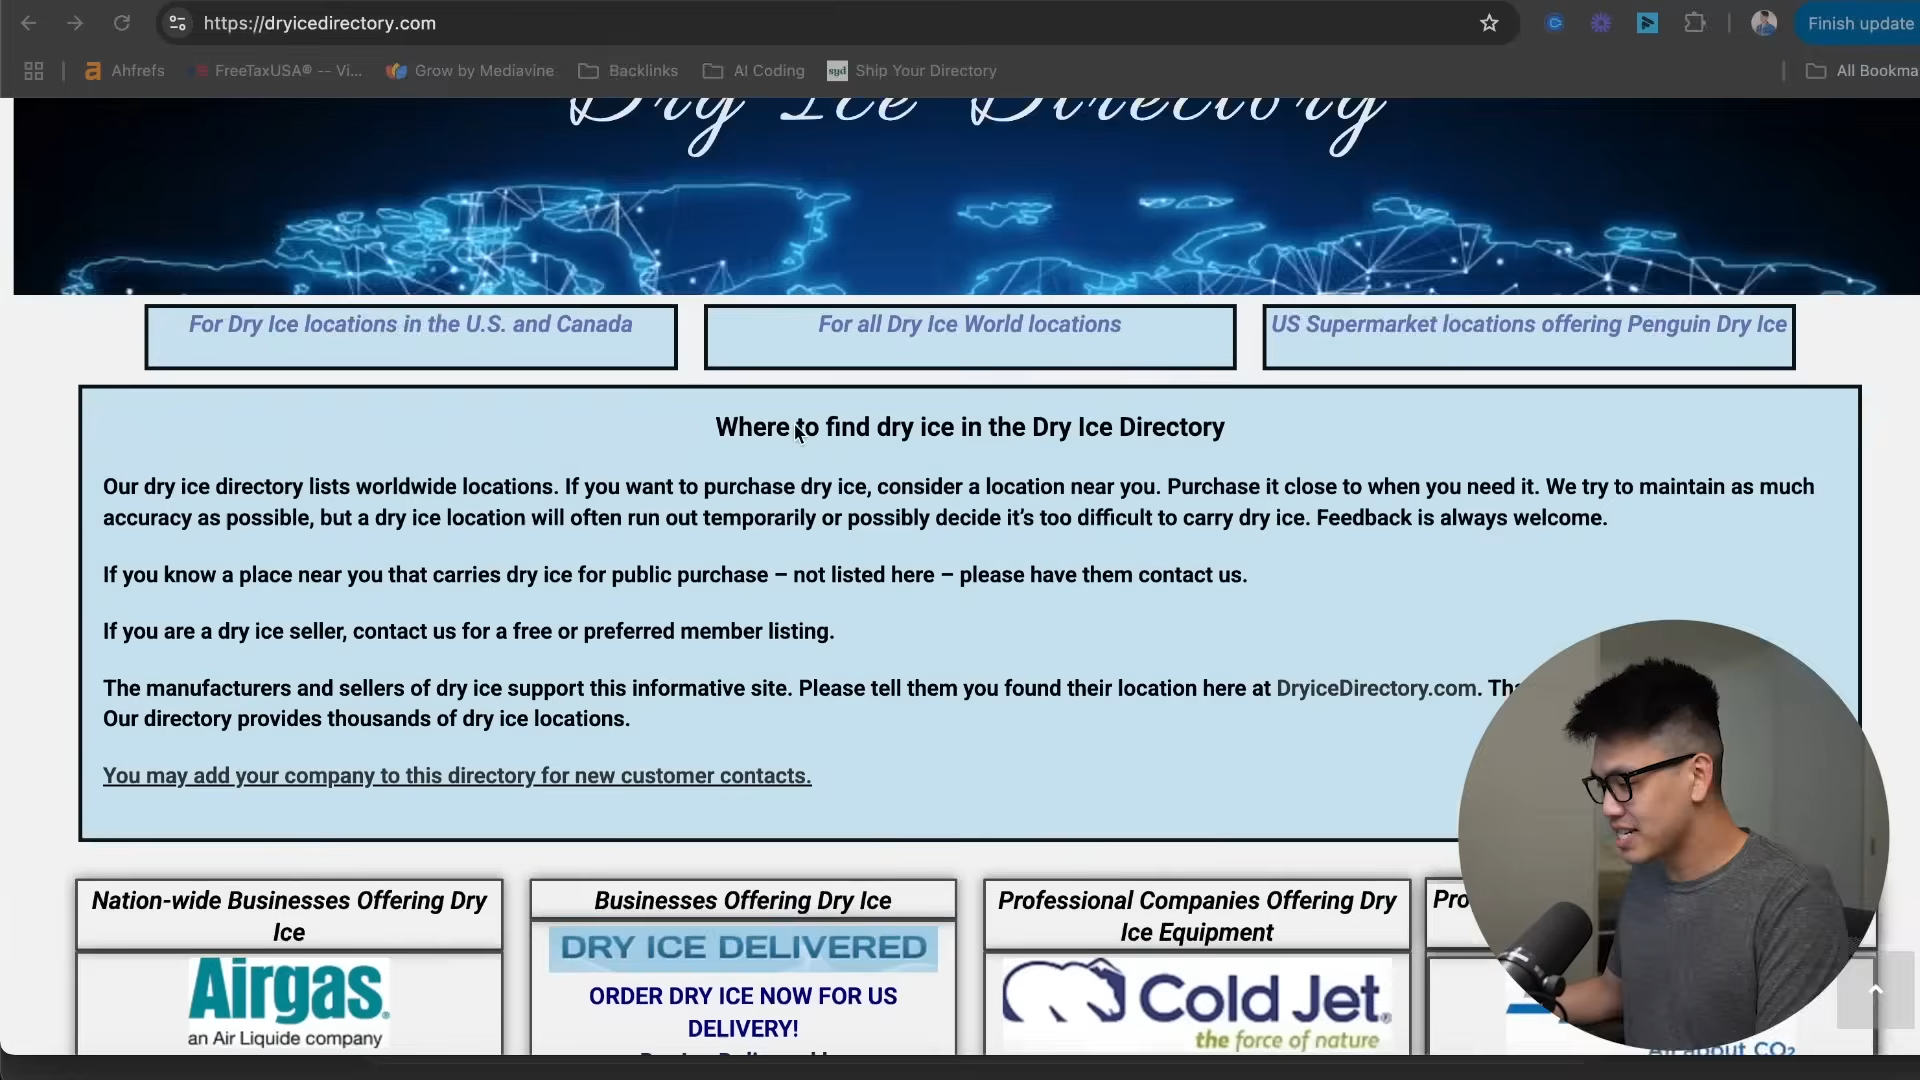 https://dryicedirectory.com
Finish update
Ahfrefs
FreeTaxUSA® -- Vi...
Grow by Mediavine
Backlinks
AI Coding
syd
Ship Your Directory
All Bookma
Dry Ice Directory
For Dry Ice locations in the U.S. and Canada
For all Dry Ice World locations
US Supermarket locations offering Penguin Dry Ice
Where to find dry ice in the Dry Ice Directory
Our dry ice directory lists worldwide locations. If you want to purchase dry ice, consider a location near you. Purchase it close to when you need it. We try to maintain as much
accuracy as possible, but a dry ice location will often run out temporarily or possibly decide it’s too difficult to carry dry ice. Feedback is always welcome.
If you know a place near you that carries dry ice for public purchase – not listed here – please have them contact us.
If you are a dry ice seller, contact us for a free or preferred member listing.
The manufacturers and sellers of dry ice support this informative site. Please tell them you found their location here at DryiceDirectory.com. Tha
Our directory provides thousands of dry ice locations.
You may add your company to this directory for new customer contacts.
Nation-wide Businesses Offering Dry
Ice
Airgas®
an Air Liquide company
Businesses Offering Dry Ice
DRY ICE DELIVERED
ORDER DRY ICE NOW FOR US
DELIVERY!
Professional Companies Offering Dry
Ice Equipment
Cold Jet®
the force of nature
Pro
All about CO₂